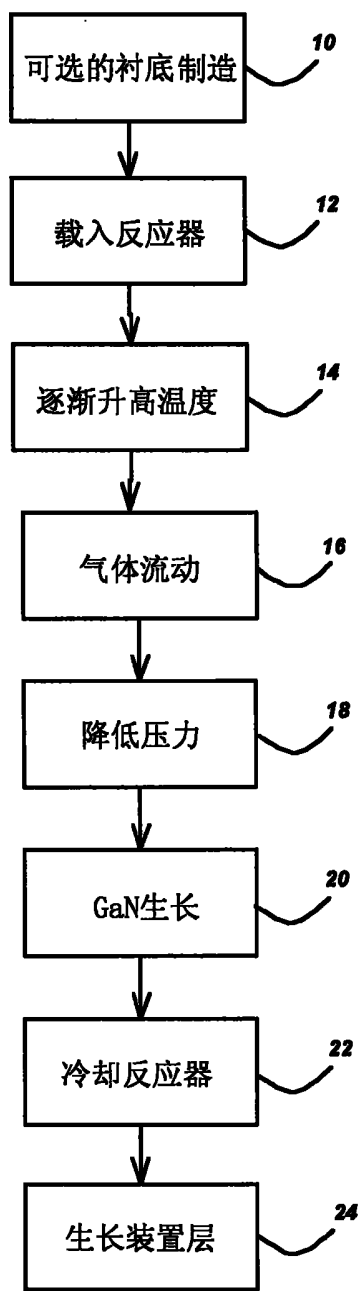 可选的衬底制造
10
载入反应器
12
逐渐升高温度
14
气体流动
16
降低压力
18
GaN生长
20
冷却反应器
22
生长装置层
24